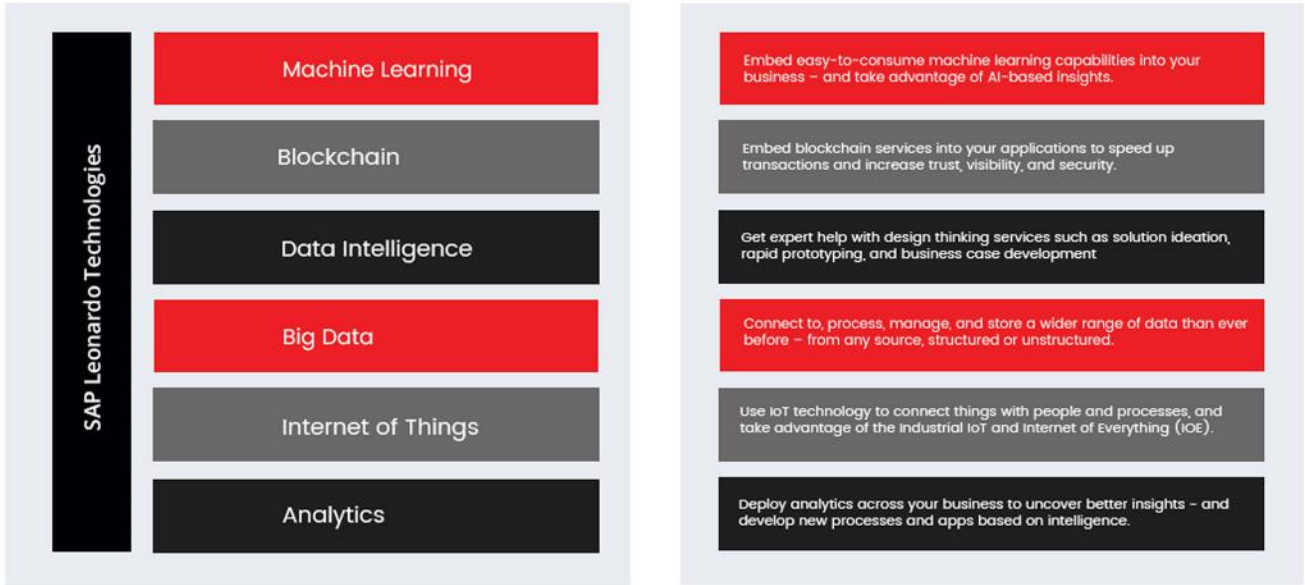 SAP Leonardo Technologies
Machine Learning
Embed easy-to-consume machine learning capabilities into your
business – and take advantage of AI-based insights.
Blockchain
Embed blockchain services into your applications to speed up
transactions and increase trust, visibility, and security.
Data Intelligence
Get expert help with design thinking services such as solution ideation,
rapid prototyping, and business case development
Big Data
Connect to, process, manage, and store a wider range of data than ever
before – from any source, structured or unstructured.
Internet of Things
Use IoT technology to connect things with people and processes, and
take advantage of the Industrial IoT and Internet of Everything (IOE).
Analytics
Deploy analytics across your business to uncover better insights - and
develop new processes and apps based on intelligence.